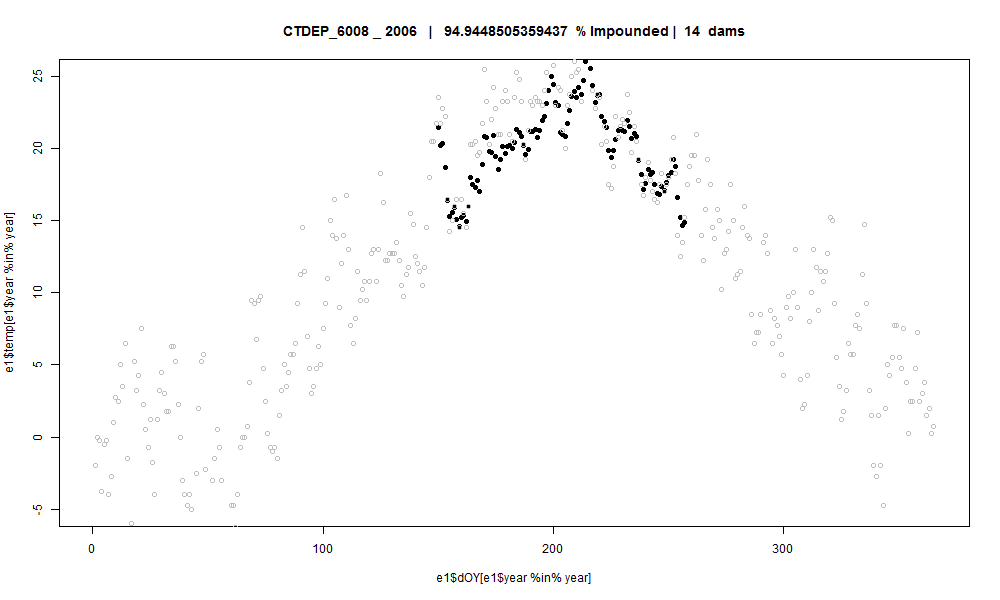 CTDEP_6008 _ 2006 | 94.9448505359437 % Impounded | 14 dams
e1$temp[e1$year %in% year]
25
20
15
10
5
0
-5
0 100 200 300
e1$dOY[e1$year %in% year]